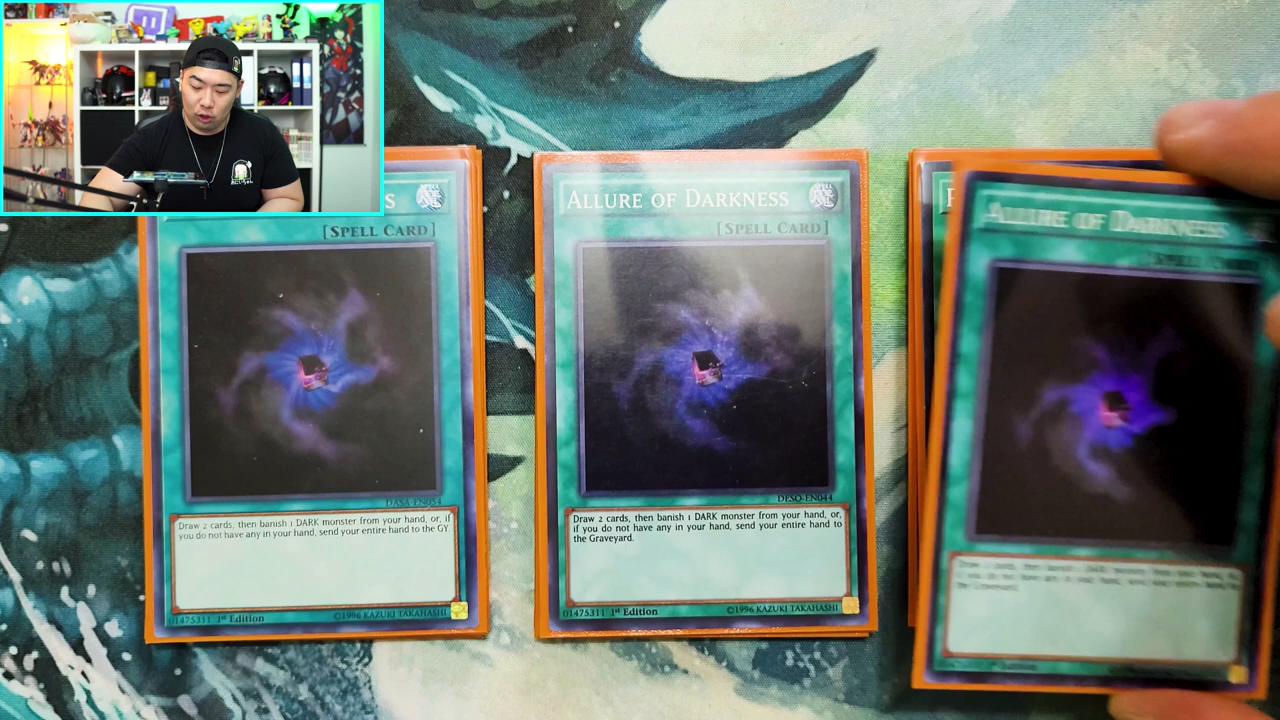 S
[SPELL CARD]
DASA-EN054
Draw 2 cards, then banish 1 DARK monster from your hand, or, if
you do not have any in your hand, send your entire hand to the GY
01475311 1st Edition ©1996 KAZUKI TAKAHASHI
ALLURE OF DARKNESS
[SPELL CARD]
DESO-EN044
Draw 2 cards, then banish 1 DARK monster from your hand, or,
if you do not have any in your hand, send your entire hand to
the Graveyard.
01475311 1st Edition ©1996 KAZUKI TAKAHASHI
ALLURE OF DARKNESS